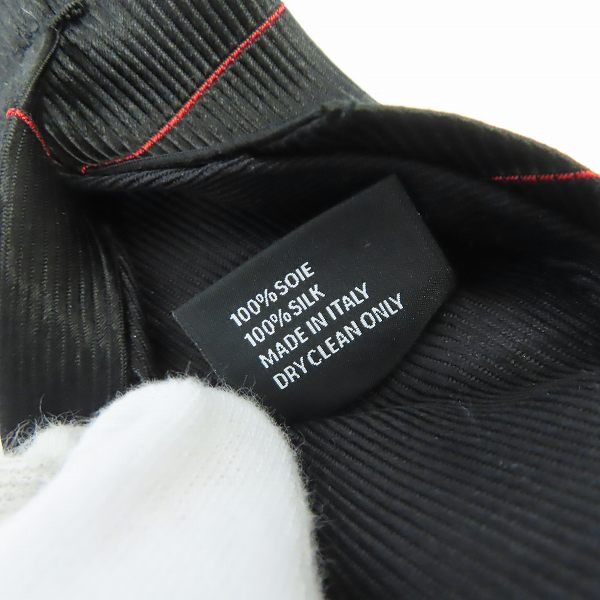 100% SOIE
100% SILK
MADE IN ITALY
DRY CLEAN ONLY